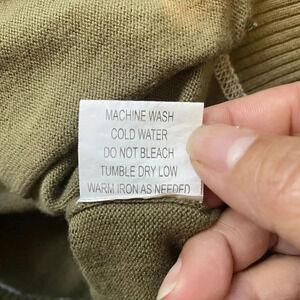 MACHINE WASH
COLD WATER
DO NOT BLEACH
TUMBLE DRY LOW
WARM IRON AS NEEDED